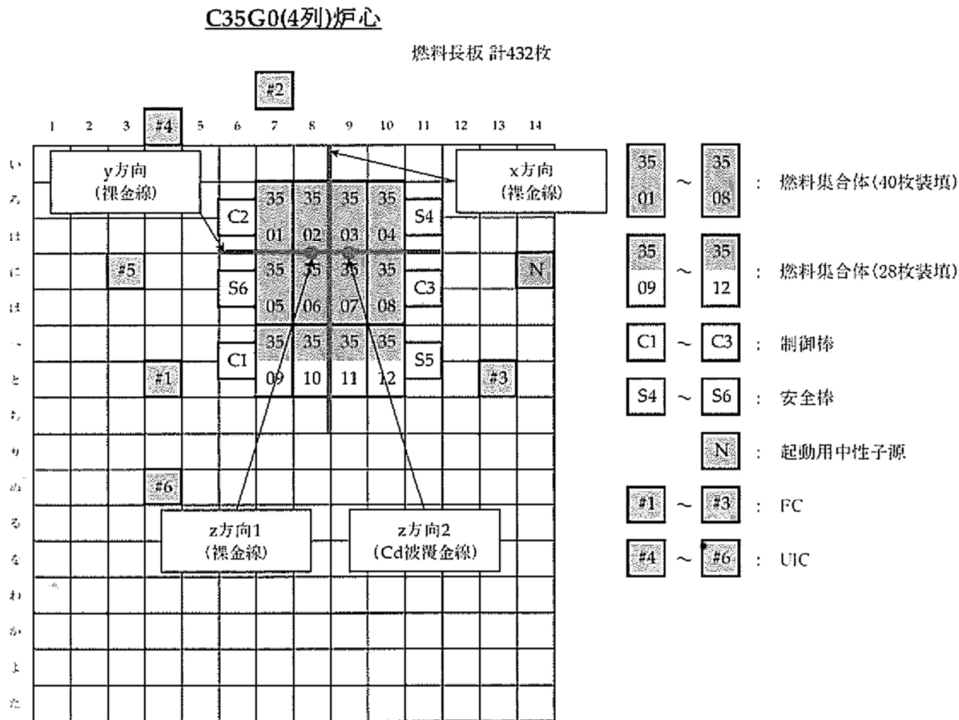 C35G0(4列)炉心
燃料長板 計432枚
#2
1 2 3 #4 5 6 7 8 9 10 11 12 13 14
い
ろ
は
に
ほ
へ
と
ち
り
ぬ
る
な
わ
か
よ
た
y方向
(裸金線)
x方向
(裸金線)
C2 35 35 35 35 S4
01 02 03 04
#5 S6 35 35 35 35 C3 N
05 06 07 08
C1 35 35 35 35 S5
#1 09 10 11 12 #3
#6
z方向1
(裸金線)
z方向2
(Cd被覆金線)
35 35
01 ~ 08 : 燃料集合体(40枚装填)
35 35
09 ~ 12 : 燃料集合体(28枚装填)
C1 ~ C3 : 制御棒
S4 ~ S6 : 安全棒
N : 起動用中性子源
#1 ~ #3 : FC
#4 ~ #6 : UIC